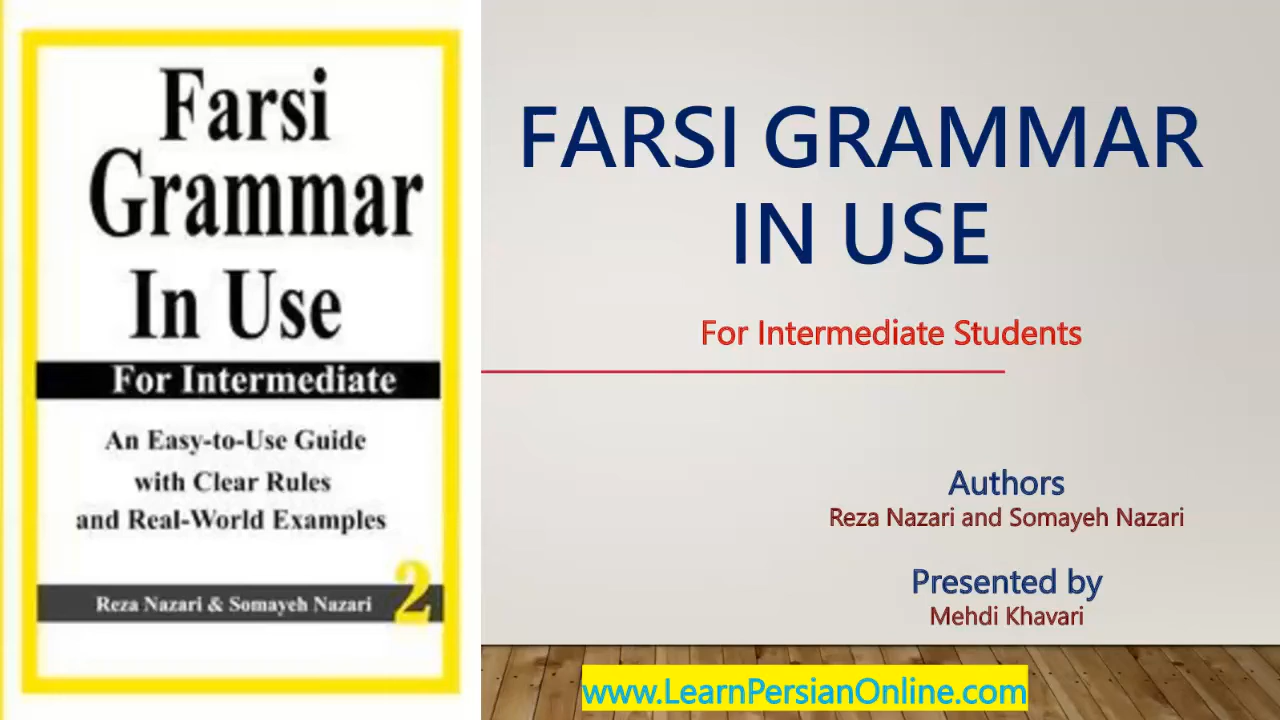 Farsi
Grammar
In Use
For Intermediate
An Easy-to-Use Guide
with Clear Rules
and Real-World Examples
Reza Nazari & Somayeh Nazari 2
FARSI GRAMMAR
IN USE
For Intermediate Students
Authors
Reza Nazari and Somayeh Nazari
Presented by
Mehdi Khavari
www.LearnPersianOnline.com